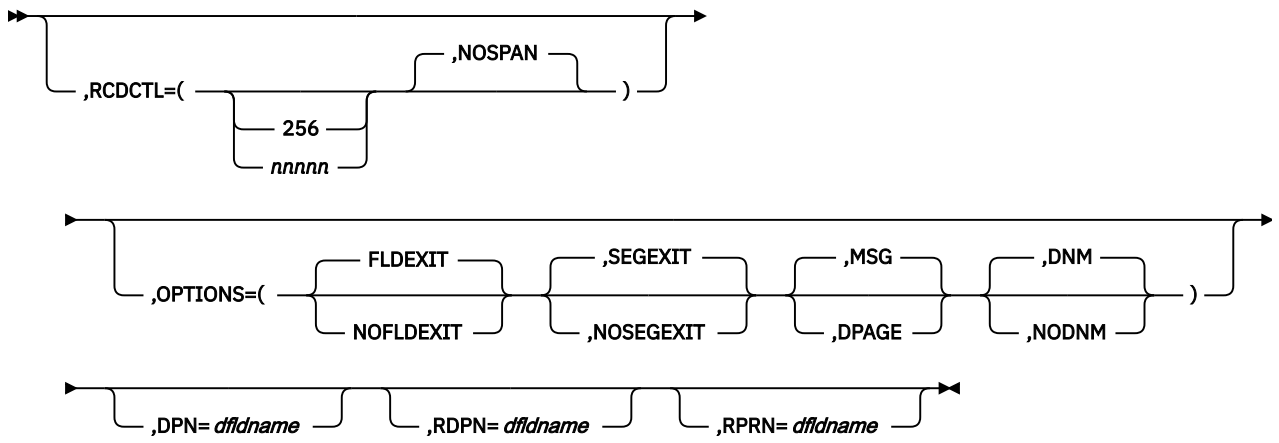 ,NOSPAN
,RCDCTL=( )
256
nnnnn
FLDEXIT ,SEGEXIT ,MSG ,DNM
,OPTIONS=( )
NOFLDEXIT ,NOSEGEXIT ,DPAGE ,NODNM
,DPN= dfldname ,RDPN= dfldname ,RPRN= dfldname